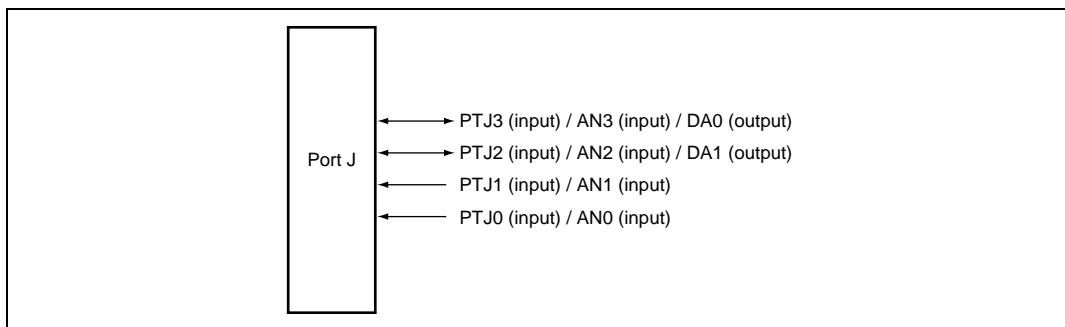 Port J
PTJ3 (input) / AN3 (input) / DA0 (output)
PTJ2 (input) / AN2 (input) / DA1 (output)
PTJ1 (input) / AN1 (input)
PTJ0 (input) / AN0 (input)